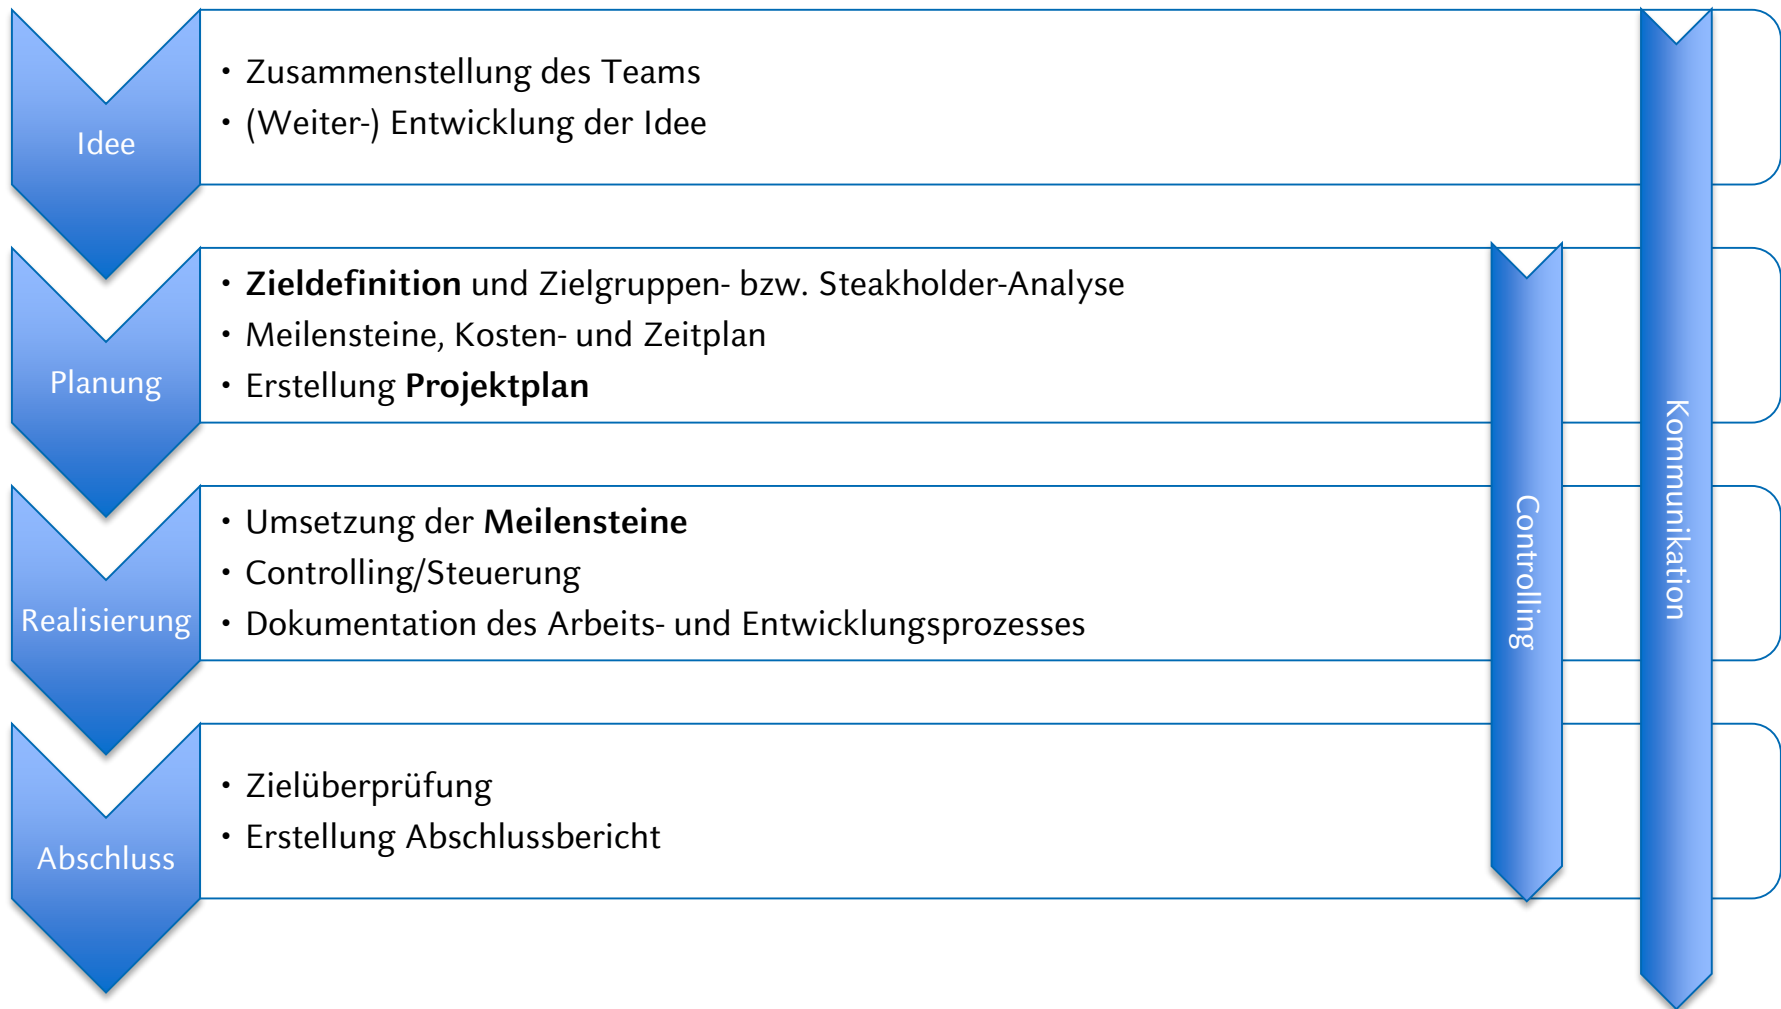 Idee
• Zusammenstellung des Teams
• (Weiter-) Entwicklung der Idee
Planung
• Zieldefinition und Zielgruppen- bzw. Steakholder-Analyse
• Meilensteine, Kosten- und Zeitplan
• Erstellung Projektplan
Realisierung
• Umsetzung der Meilensteine
• Controlling/Steuerung
• Dokumentation des Arbeits- und Entwicklungsprozesses
Abschluss
• Zielüberprüfung
• Erstellung Abschlussbericht
Controlling
Kommunikation